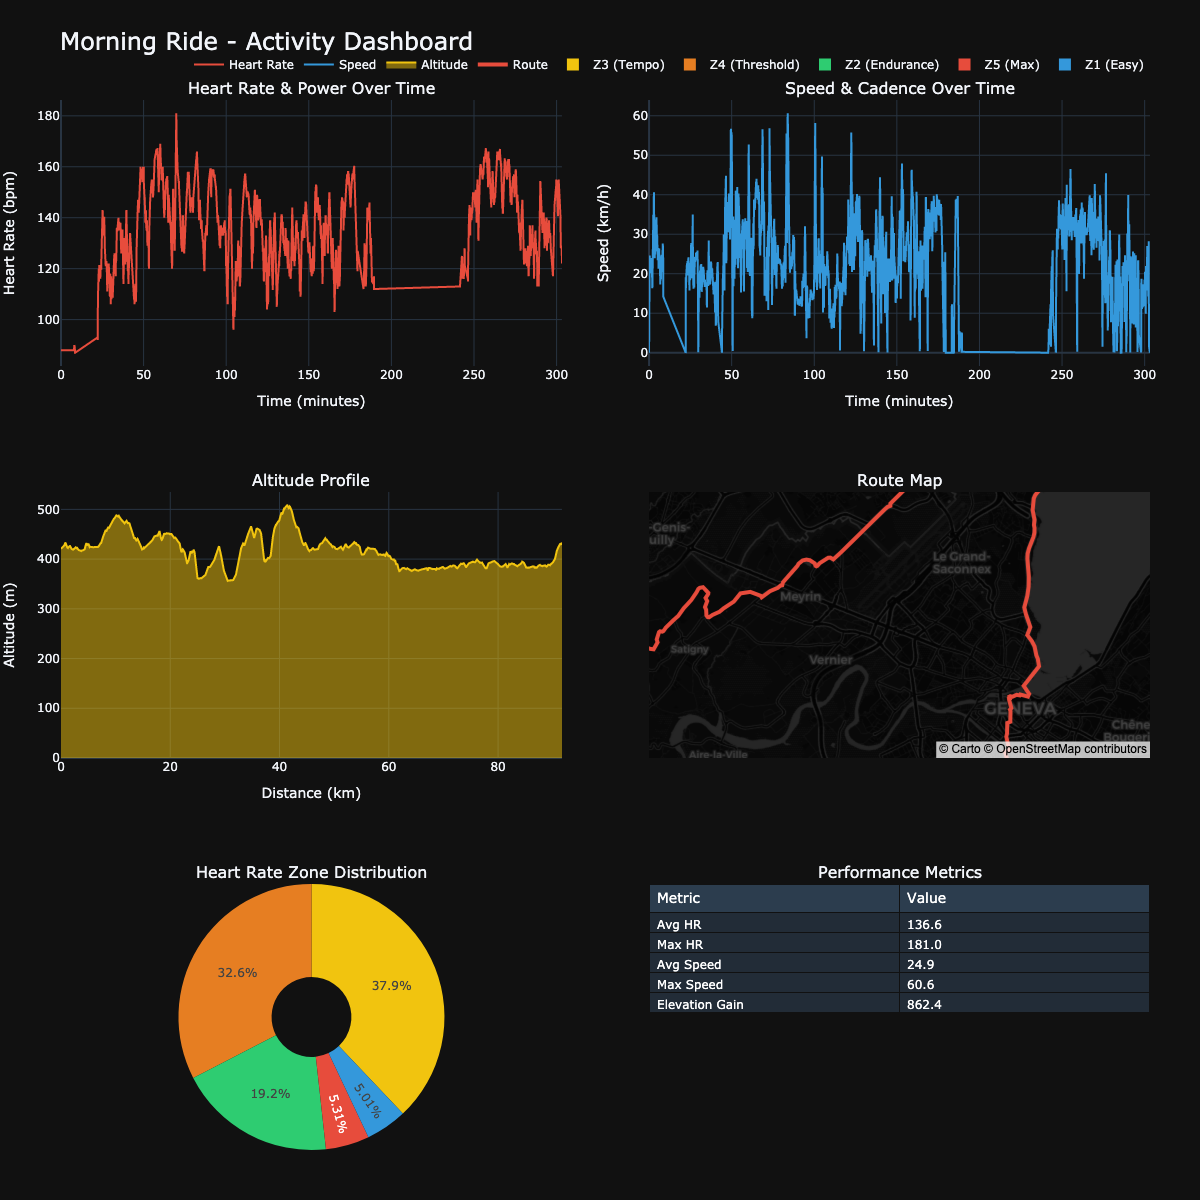 Morning Ride - Activity Dashboard
Heart Rate Speed Altitude Route Z3 (Tempo) Z4 (Threshold) Z2 (Endurance) Z5 (Max) Z1 (Easy)
Heart Rate & Power Over Time
180
160
140
120
100
Heart Rate (bpm)
0 50 100 150 200 250 300
Time (minutes)
Speed & Cadence Over Time
60
50
40
30
20
10
0
Speed (km/h)
0 50 100 150 200 250 300
Time (minutes)
Altitude Profile
500
400
300
200
100
0
Altitude (m)
0 20 40 60 80
Distance (km)
Route Map
-Genis-
uilly
Le Grand-
Saconnex
Meyrin
Satigny
Vernier
GENEVA
Chêne
Bougeri
Aire-la-Ville
© Carto © OpenStreetMap contributors
Heart Rate Zone Distribution
32.6%
37.9%
19.2%
5.31%
5.01%
Performance Metrics
Metric Value
Avg HR 136.6
Max HR 181.0
Avg Speed 24.9
Max Speed 60.6
Elevation Gain 862.4